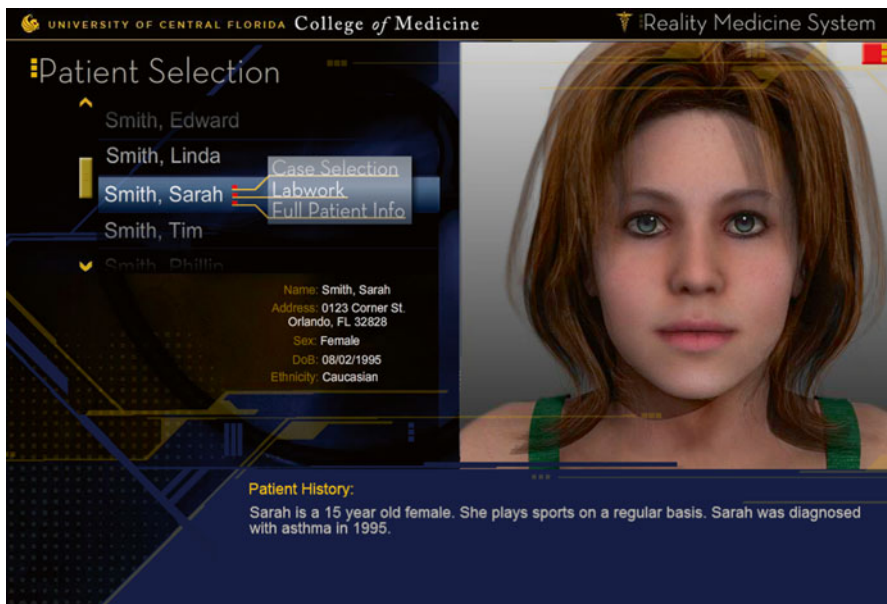 UNIVERSITY OF CENTRAL FLORIDA College of Medicine
Reality Medicine System
Patient Selection
Smith, Edward
Smith, Linda
Smith, Sarah
Smith, Tim
Smith, Phillip
Case Selection
Labwork
Full Patient Info
Name: Smith, Sarah
Address: 0123 Corner St.
Orlando, FL 32828
Sex: Female
DoB: 08/02/1995
Ethnicity: Caucasian
Patient History:
Sarah is a 15 year old female. She plays sports on a regular basis. Sarah was diagnosed
with asthma in 1995.